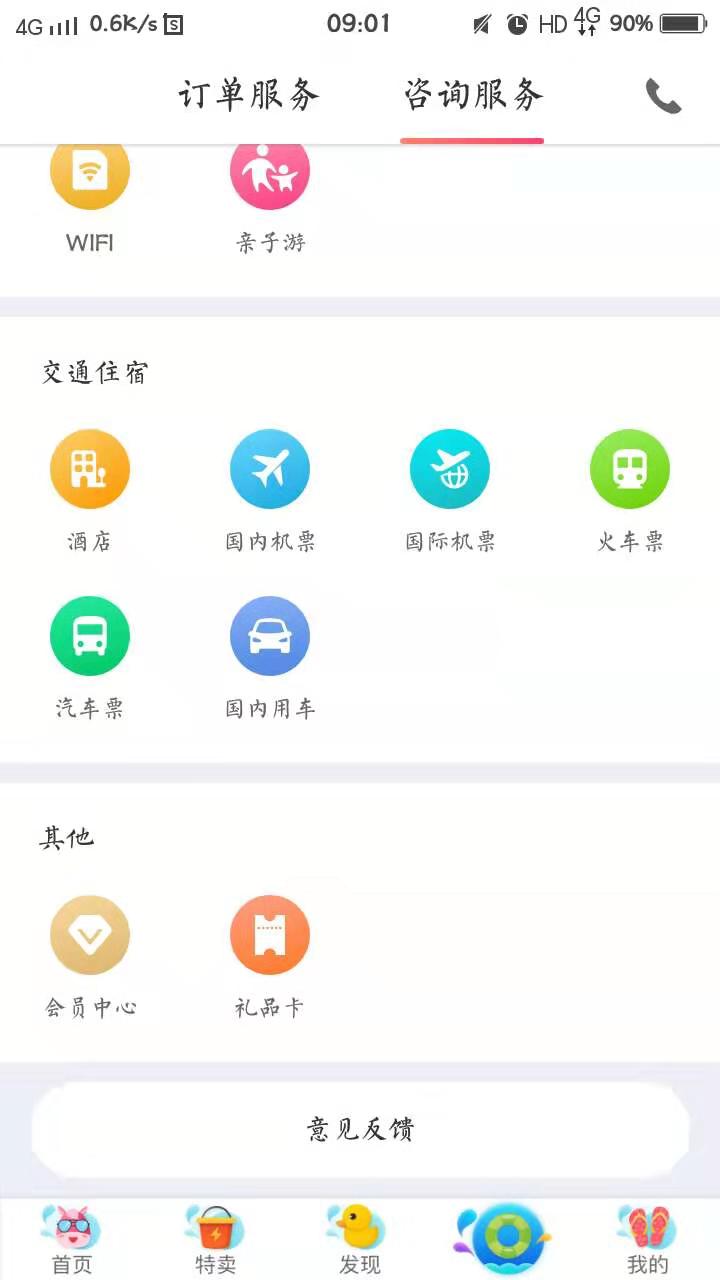 4G 0.6K/s S 09:01 HD 4G 90%
订单服务 咨询服务
WIFI 亲子游
交通住宿
酒店 国内机票 国际机票 火车票
汽车票 国内用车
其他
会员中心 礼品卡
意见反馈
首页 特卖 发现 我的